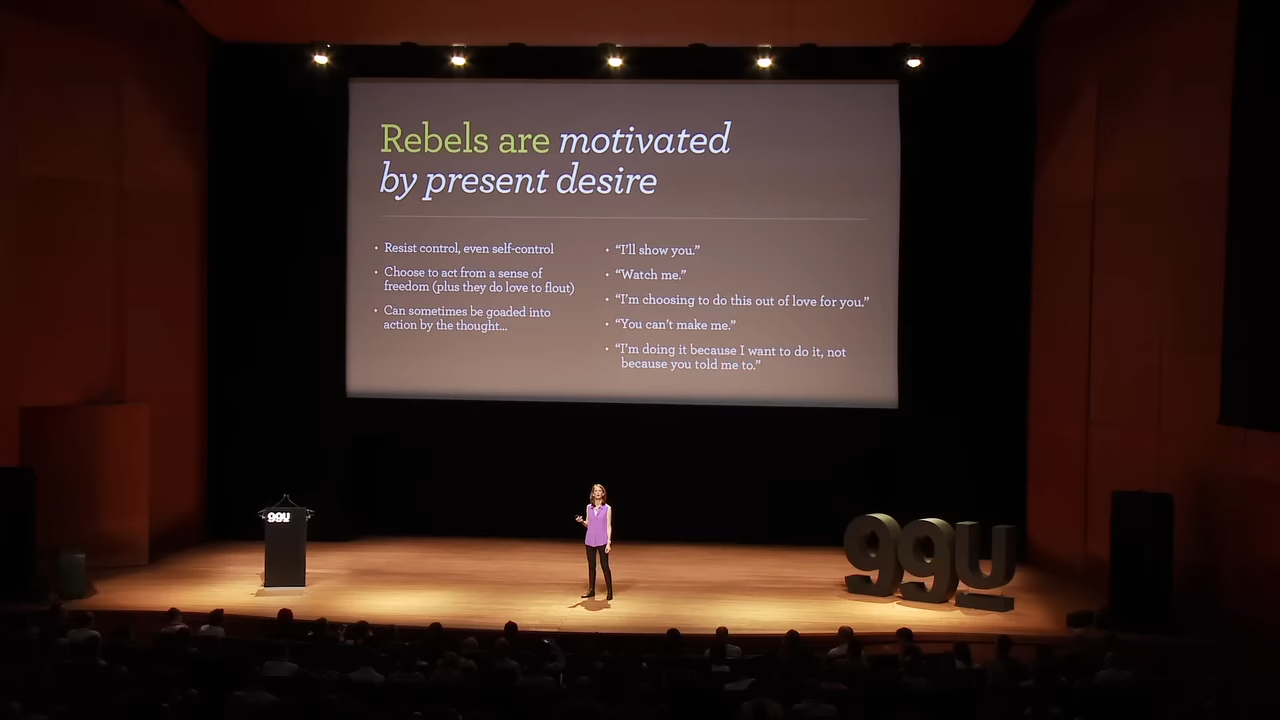 Rebels are motivated
by present desire
• Resist control, even self-control
• Choose to act from a sense of
freedom (plus they do love to flout)
• Can sometimes be goaded into
action by the thought...
• “I’ll show you.”
• “Watch me.”
• “I’m choosing to do this out of love for you.”
• “You can’t make me.”
• “I’m doing it because I want to do it, not
because you told me to.”
99U
99U